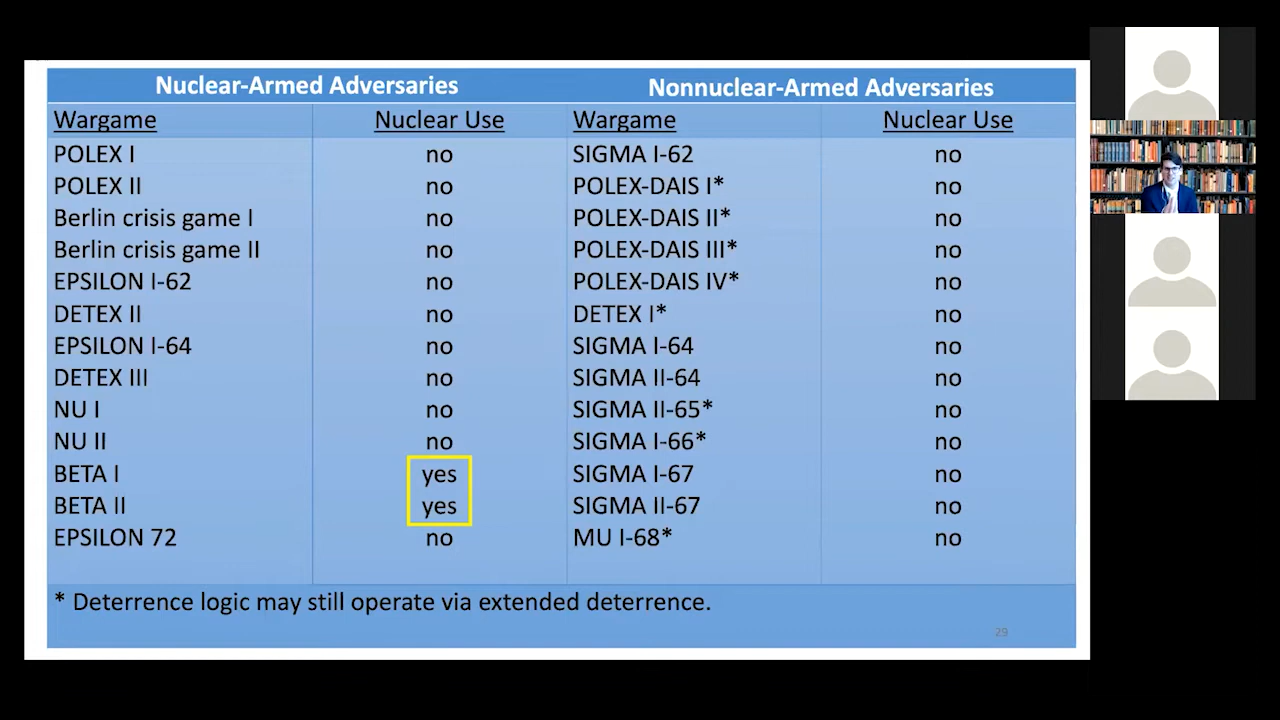 Nuclear-Armed Adversaries Nonnuclear-Armed Adversaries
Wargame Nuclear Use Wargame Nuclear Use
POLEX I no SIGMA I-62 no
POLEX II no POLEX-DAIS I* no
Berlin crisis game I no POLEX-DAIS II* no
Berlin crisis game II no POLEX-DAIS III* no
EPSILON I-62 no POLEX-DAIS IV* no
DETEX II no DETEX I* no
EPSILON I-64 no SIGMA I-64 no
DETEX III no SIGMA II-64 no
NU I no SIGMA II-65* no
NU II no SIGMA I-66* no
BETA I yes SIGMA I-67 no
BETA II yes SIGMA II-67 no
EPSILON 72 no MU I-68* no
* Deterrence logic may still operate via extended deterrence.
29